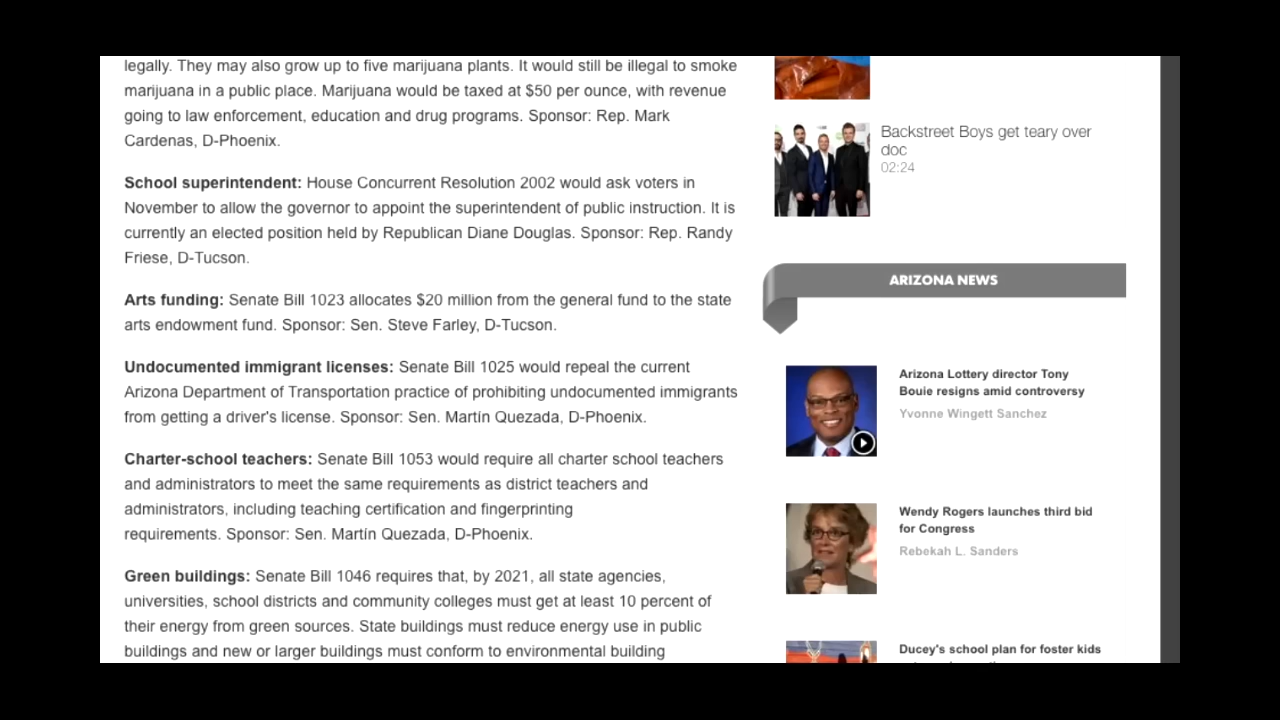 legally. They may also grow up to five marijuana plants. It would still be illegal to smoke
marijuana in a public place. Marijuana would be taxed at $50 per ounce, with revenue
going to law enforcement, education and drug programs. Sponsor: Rep. Mark
Cardenas, D-Phoenix.
School superintendent: House Concurrent Resolution 2002 would ask voters in
November to allow the governor to appoint the superintendent of public instruction. It is
currently an elected position held by Republican Diane Douglas. Sponsor: Rep. Randy
Friese, D-Tucson.
Arts funding: Senate Bill 1023 allocates $20 million from the general fund to the state
arts endowment fund. Sponsor: Sen. Steve Farley, D-Tucson.
Undocumented immigrant licenses: Senate Bill 1025 would repeal the current
Arizona Department of Transportation practice of prohibiting undocumented immigrants
from getting a driver's license. Sponsor: Sen. Martín Quezada, D-Phoenix.
Charter-school teachers: Senate Bill 1053 would require all charter school teachers
and administrators to meet the same requirements as district teachers and
administrators, including teaching certification and fingerprinting
requirements. Sponsor: Sen. Martín Quezada, D-Phoenix.
Green buildings: Senate Bill 1046 requires that, by 2021, all state agencies,
universities, school districts and community colleges must get at least 10 percent of
their energy from green sources. State buildings must reduce energy use in public
buildings and new or larger buildings must conform to environmental building
Backstreet Boys get teary over
doc
02:24
ARIZONA NEWS
Arizona Lottery director Tony
Bouie resigns amid controversy
Yvonne Wingett Sanchez
Wendy Rogers launches third bid
for Congress
Rebekah L. Sanders
Ducey's school plan for foster kids